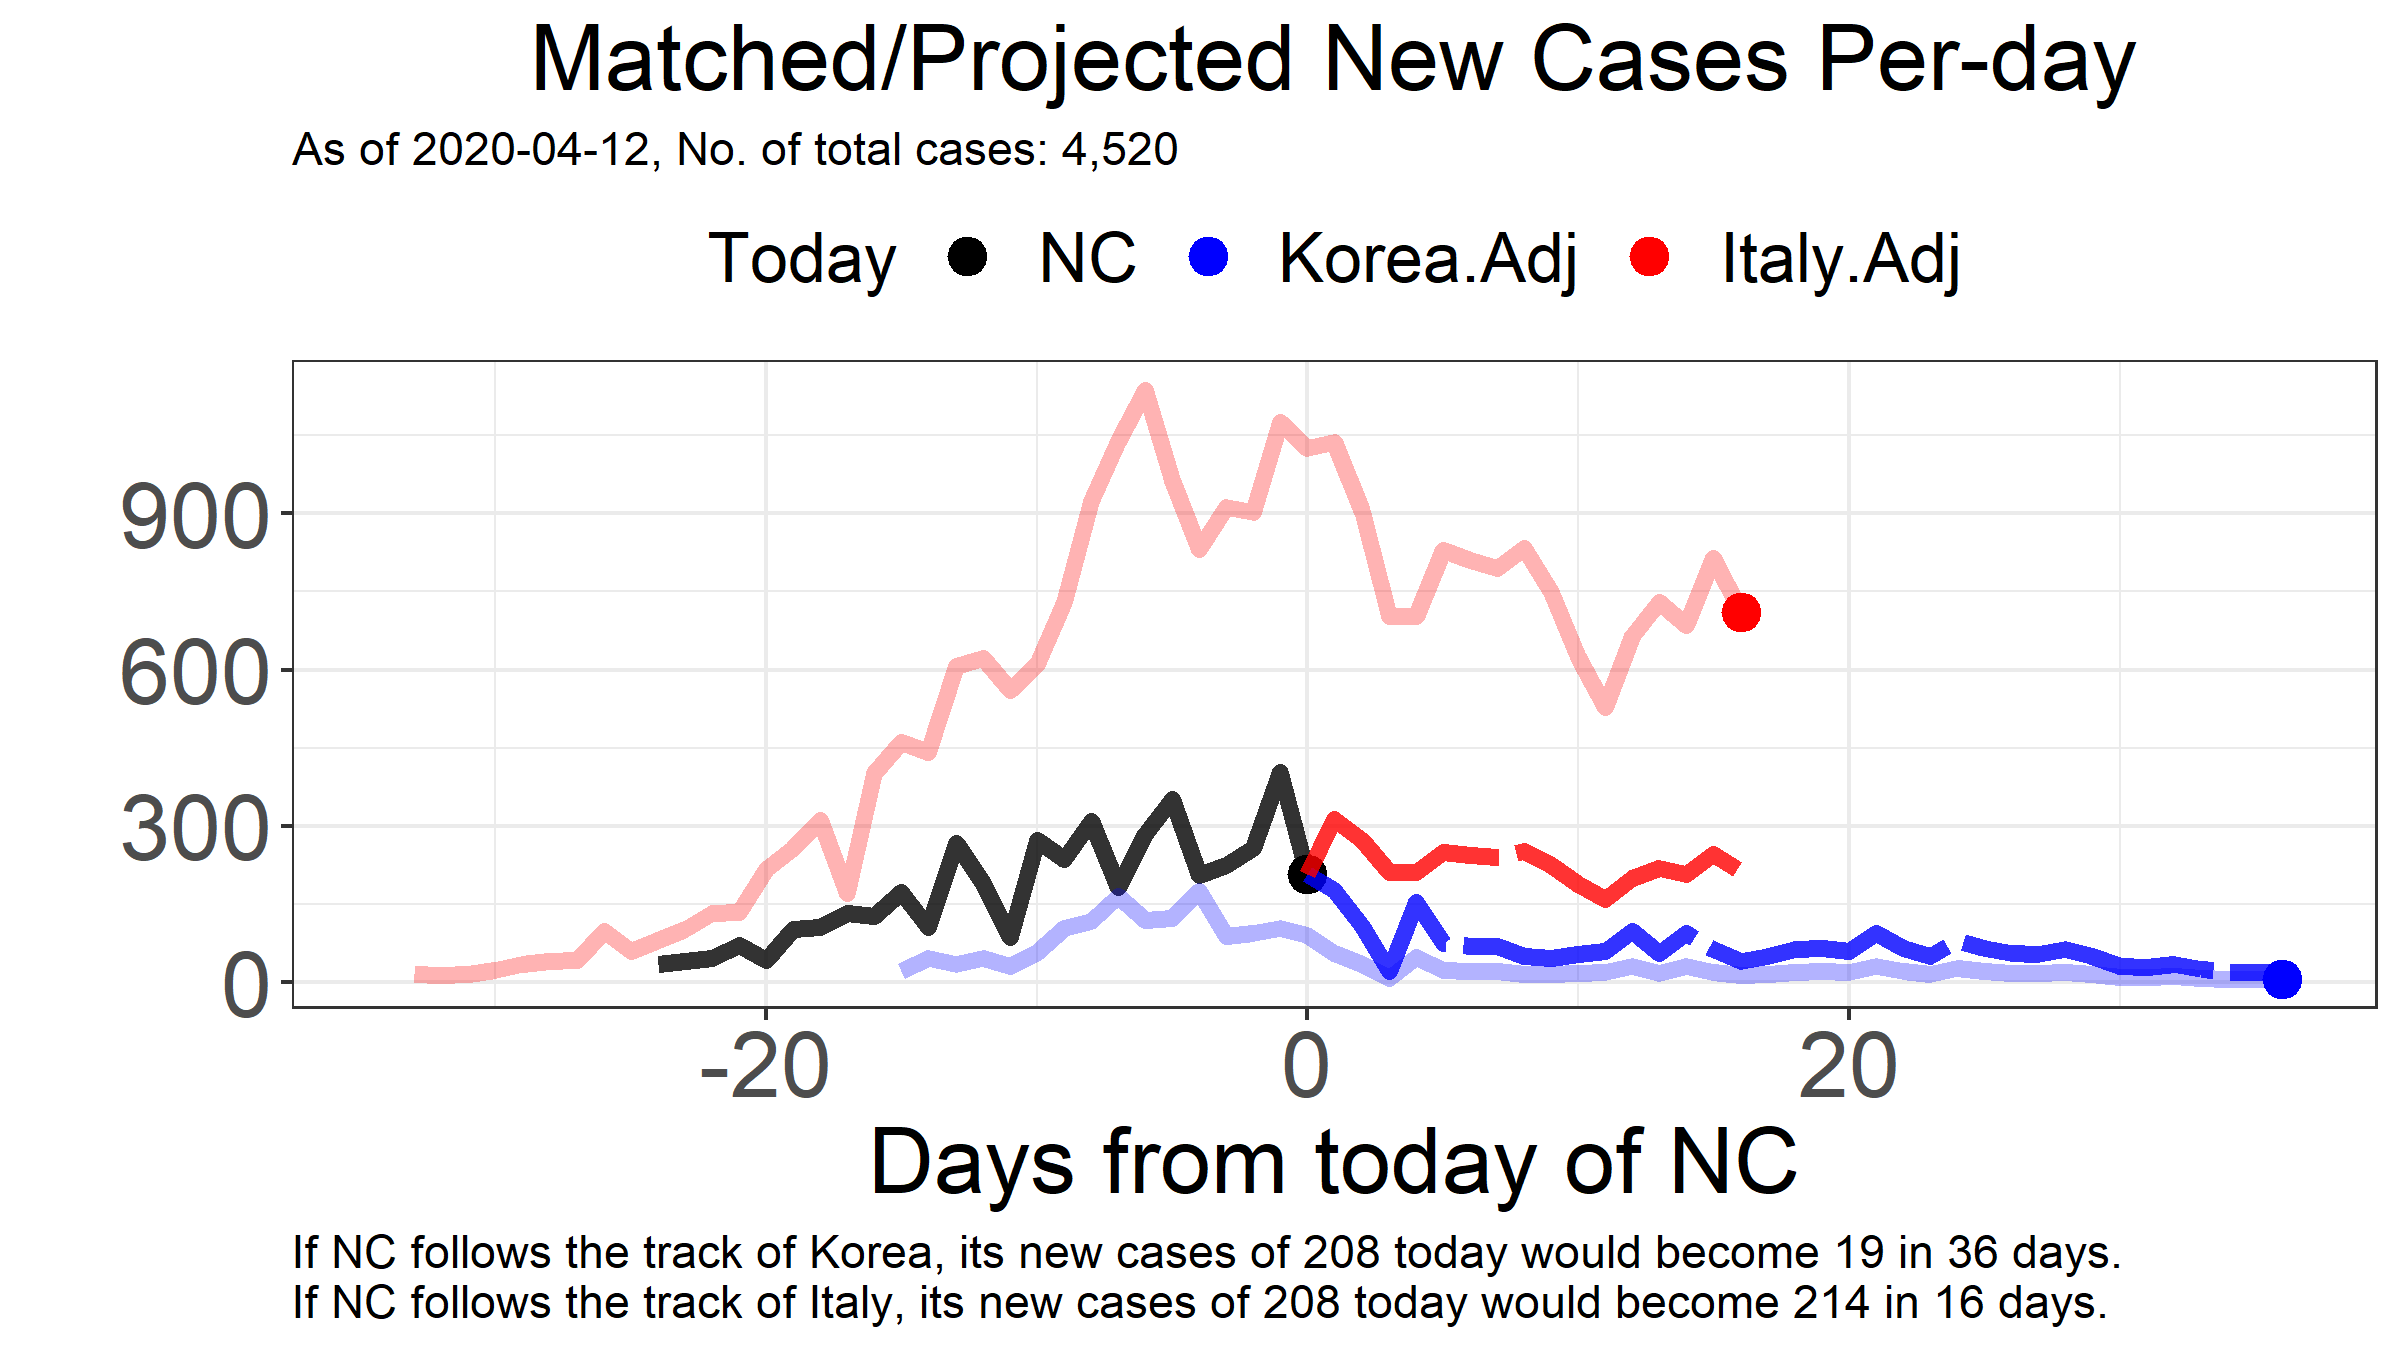 Matched/Projected New Cases Per-day
As of 2020-04-12, No. of total cases: 4,520
Today NC Korea.Adj Italy.Adj
900
600
300
0
-20 0 20
Days from today of NC
If NC follows the track of Korea, its new cases of 208 today would become 19 in 36 days.
If NC follows the track of Italy, its new cases of 208 today would become 214 in 16 days.